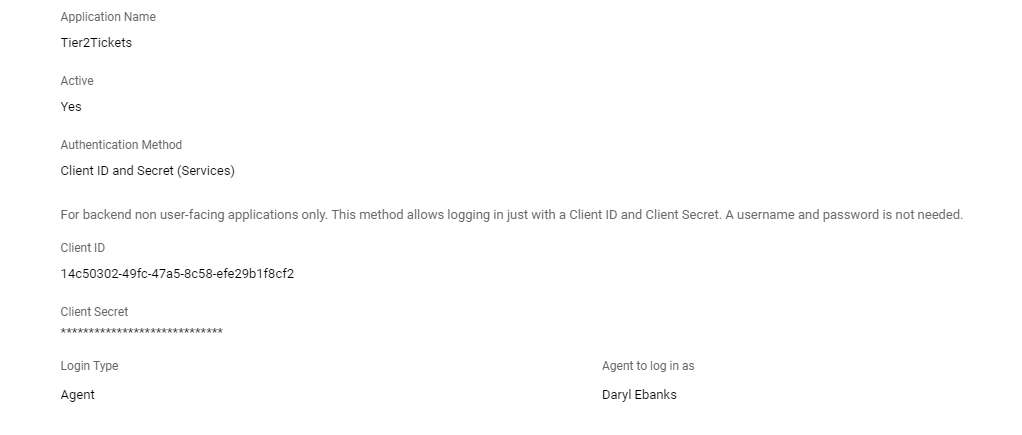 Application Name
Tier2Tickets
Active
Yes
Authentication Method
Client ID and Secret (Services)
For backend non user-facing applications only. This method allows logging in just with a Client ID and Client Secret. A username and password is not needed.
Client ID
14c50302-49fc-47a5-8c58-efe29b1f8cf2
Client Secret
*****************************
Login Type
Agent to log in as
Agent
Daryl Ebanks